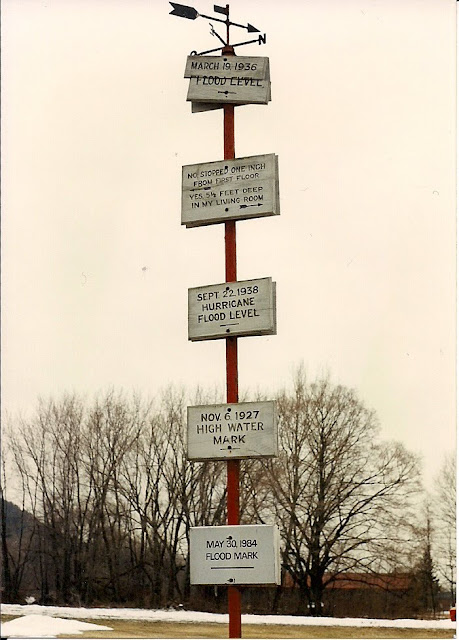 N
MARCH 19, 1936
FLOOD LEVEL
NO, STOPPED ONE INCH
FROM FIRST FLOOR
YES 5½ FEET DEEP
IN MY LIVING ROOM
SEPT. 22, 1938
HURRICANE
FLOOD LEVEL
NOV. 6, 1927
HIGH WATER
MARK
MAY 30, 1984
FLOOD MARK